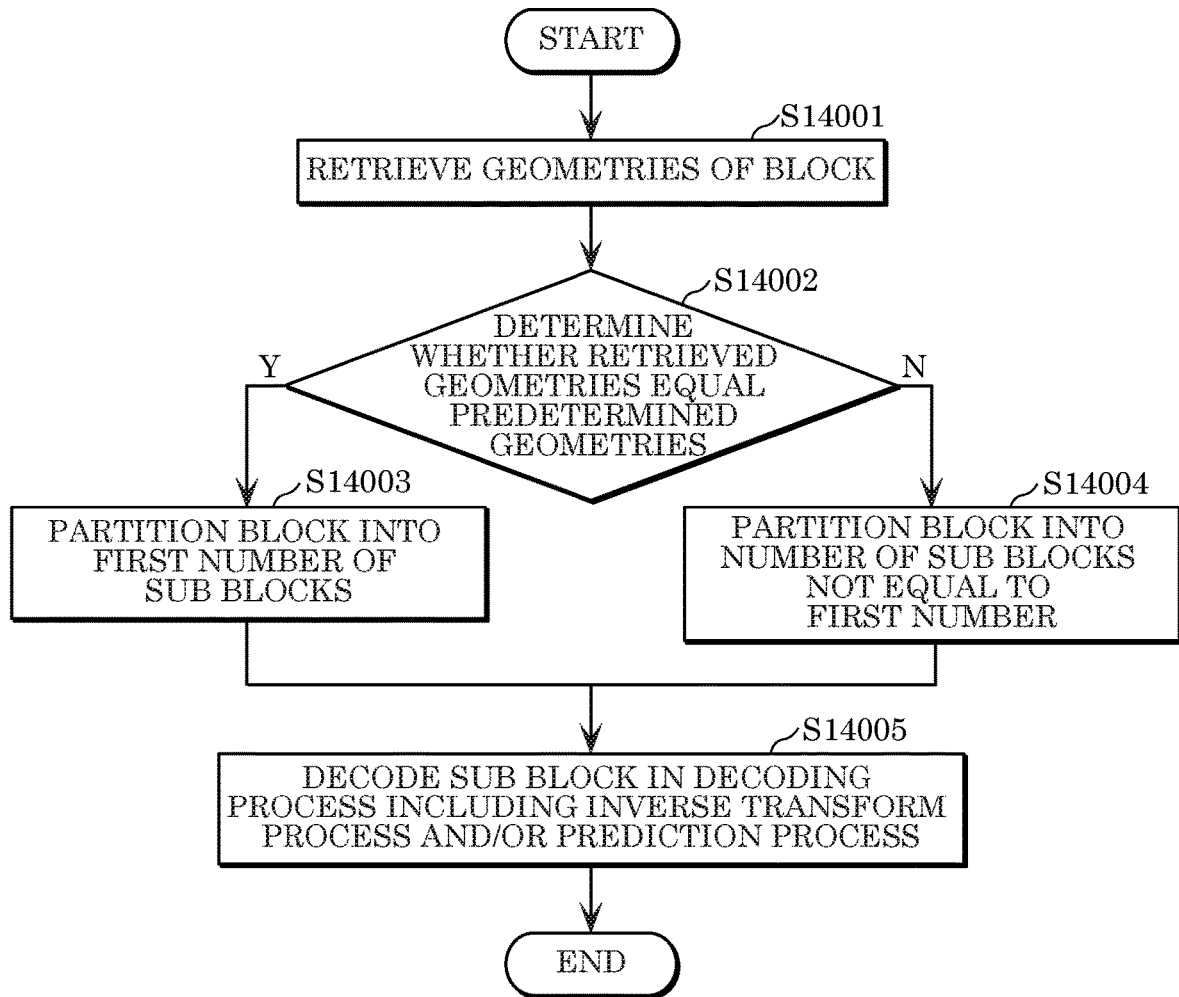 START
S14001
RETRIEVE GEOMETRIES OF BLOCK
S14002
DETERMINE
WHETHER RETRIEVED
GEOMETRIES EQUAL
PREDETERMINED
GEOMETRIES
Y
N
S14003
PARTITION BLOCK INTO
FIRST NUMBER OF
SUB BLOCKS
S14004
PARTITION BLOCK INTO
NUMBER OF SUB BLOCKS
NOT EQUAL TO
FIRST NUMBER
S14005
DECODE SUB BLOCK IN DECODING
PROCESS INCLUDING INVERSE TRANSFORM
PROCESS AND/OR PREDICTION PROCESS
END